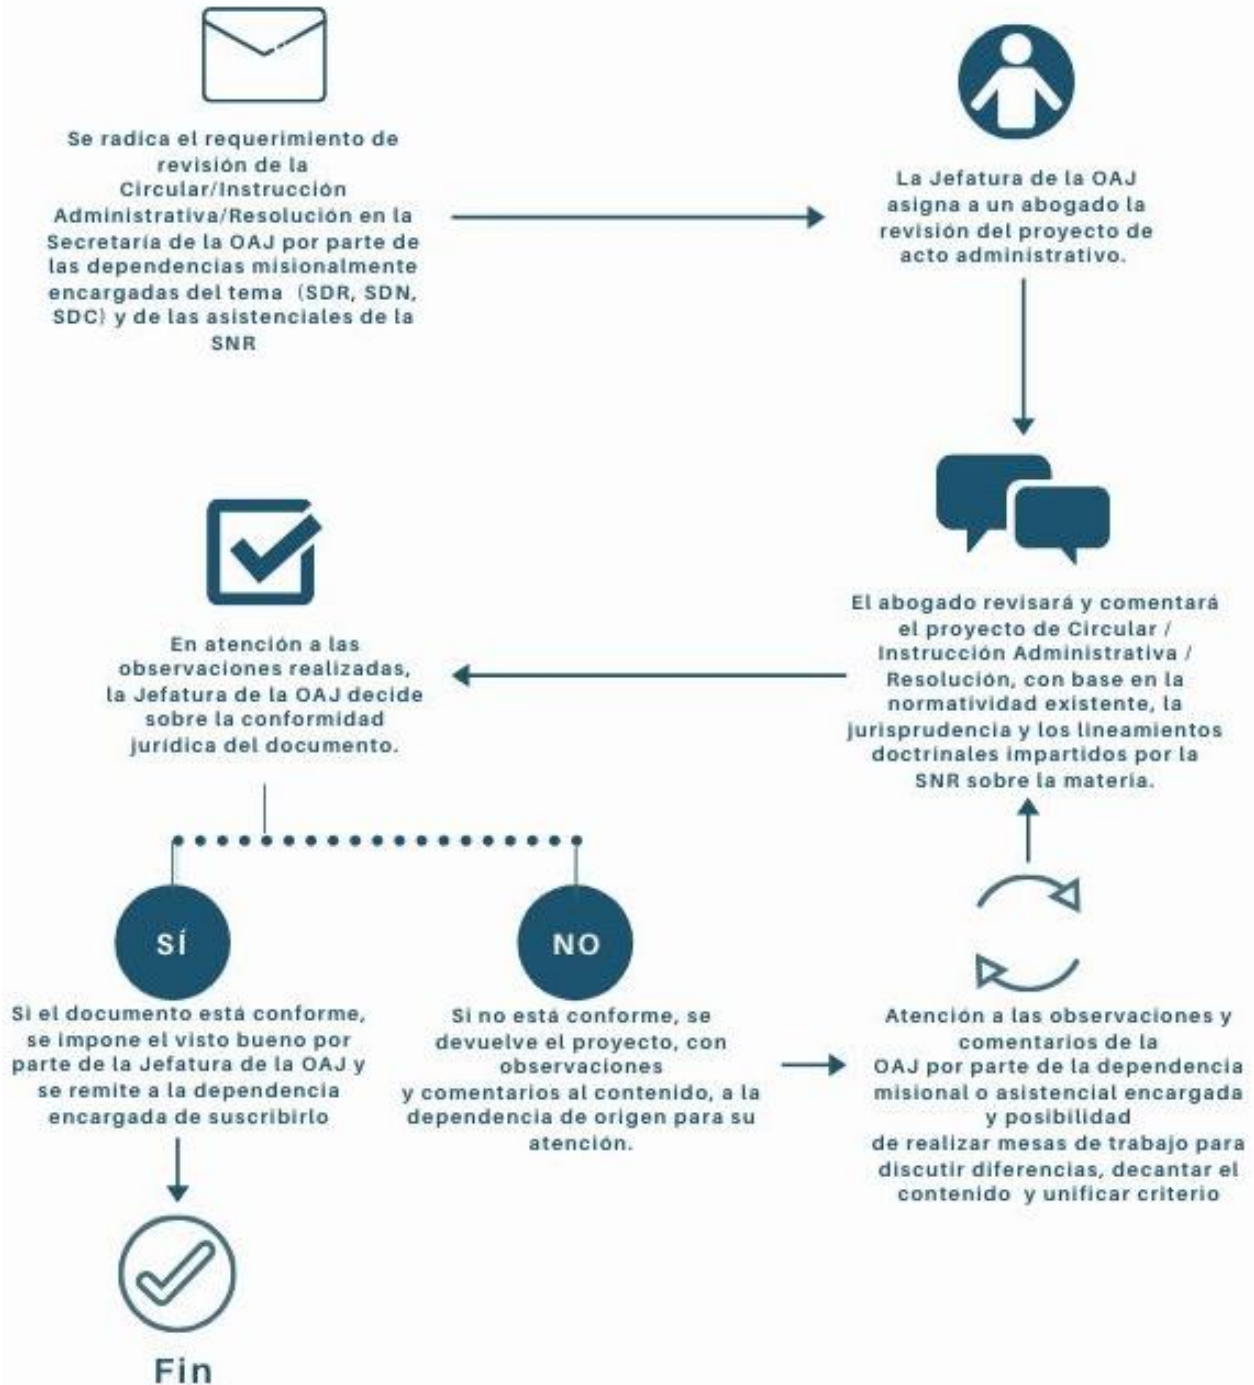 Se radica el requerimiento de
revisión de la
Circular/Instrucción
Administrativa/Resolución en la
Secretaría de la OAJ por parte de
las dependencias misionalmente
encargadas del tema (SDR, SDN,
SDC) y de las asistenciales de la
SNR
La Jefatura de la OAJ
asigna a un abogado la
revisión del proyecto de
acto administrativo.
El abogado revisará y comentará
el proyecto de Circular /
Instrucción Administrativa /
Resolución, con base en la
normatividad existente, la
jurisprudencia y los lineamientos
doctrinales impartidos por la
SNR sobre la materia.
En atención a las
observaciones realizadas,
la Jefatura de la OAJ decide
sobre la conformidad
jurídica del documento.
SÍ
Si el documento está conforme,
se impone el visto bueno por
parte de la Jefatura de la OAJ y
se remite a la dependencia
encargada de suscribirlo
NO
Si no está conforme, se
devuelve el proyecto, con
observaciones
y comentarios al contenido, a la
dependencia de origen para su
atención.
Atención a las observaciones y
comentarios de la
OAJ por parte de la dependencia
misional o asistencial encargada
y posibilidad
de realizar mesas de trabajo para
discutir diferencias, decantar el
contenido y unificar criterio
Fin